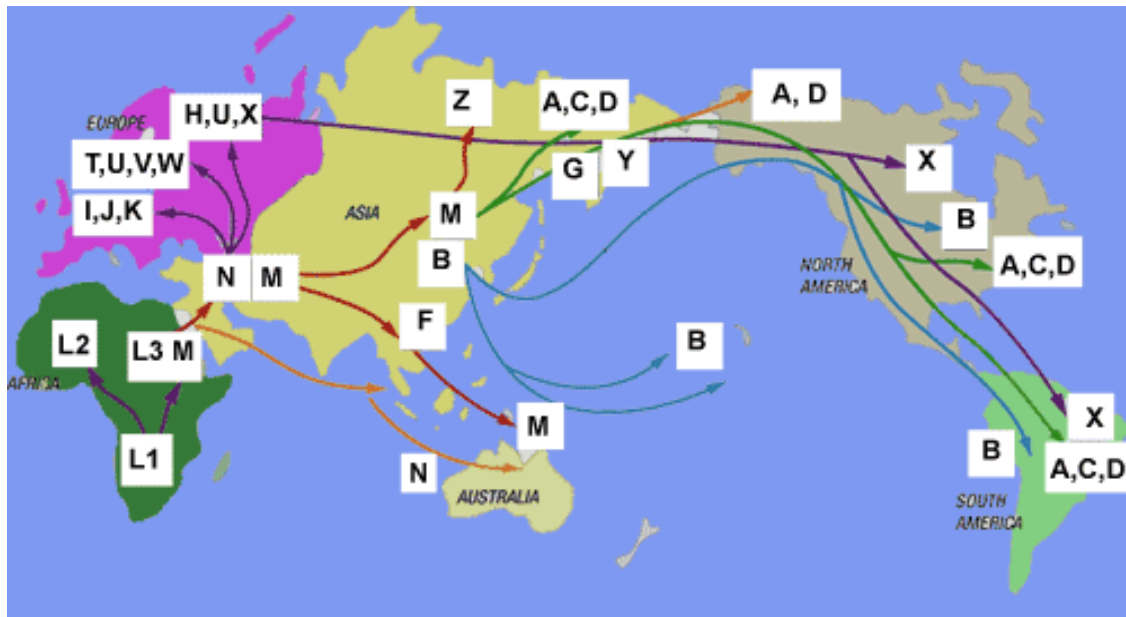 Z
A,C,D
A, D
H,U,X
EUROPE
T,U,V,W
G
Y
X
I,J,K
ASIA
M
B
B
N
M
NORTH
AMERICA
A,C,D
F
L2
L3 M
B
AFRICA
M
X
L1
B
A,C,D
N
AUSTRALIA
SOUTH
AMERICA